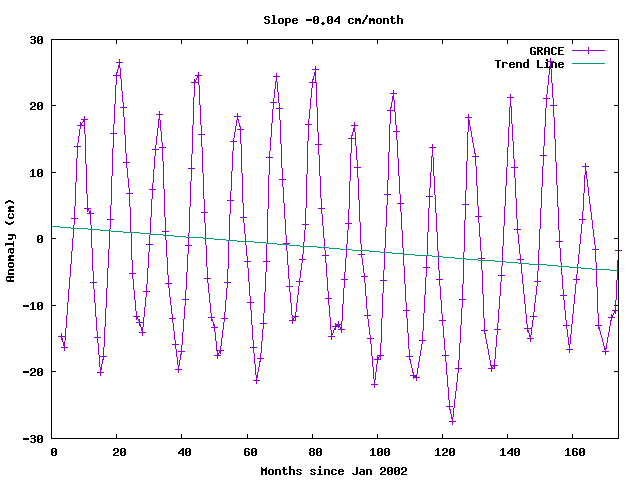 Slope -0.04 cm/month
GRACE
Trend Line
30
20
10
0
-10
-20
-30
Anomaly (cm)
0 20 40 60 80 100 120 140 160
Months since Jan 2002